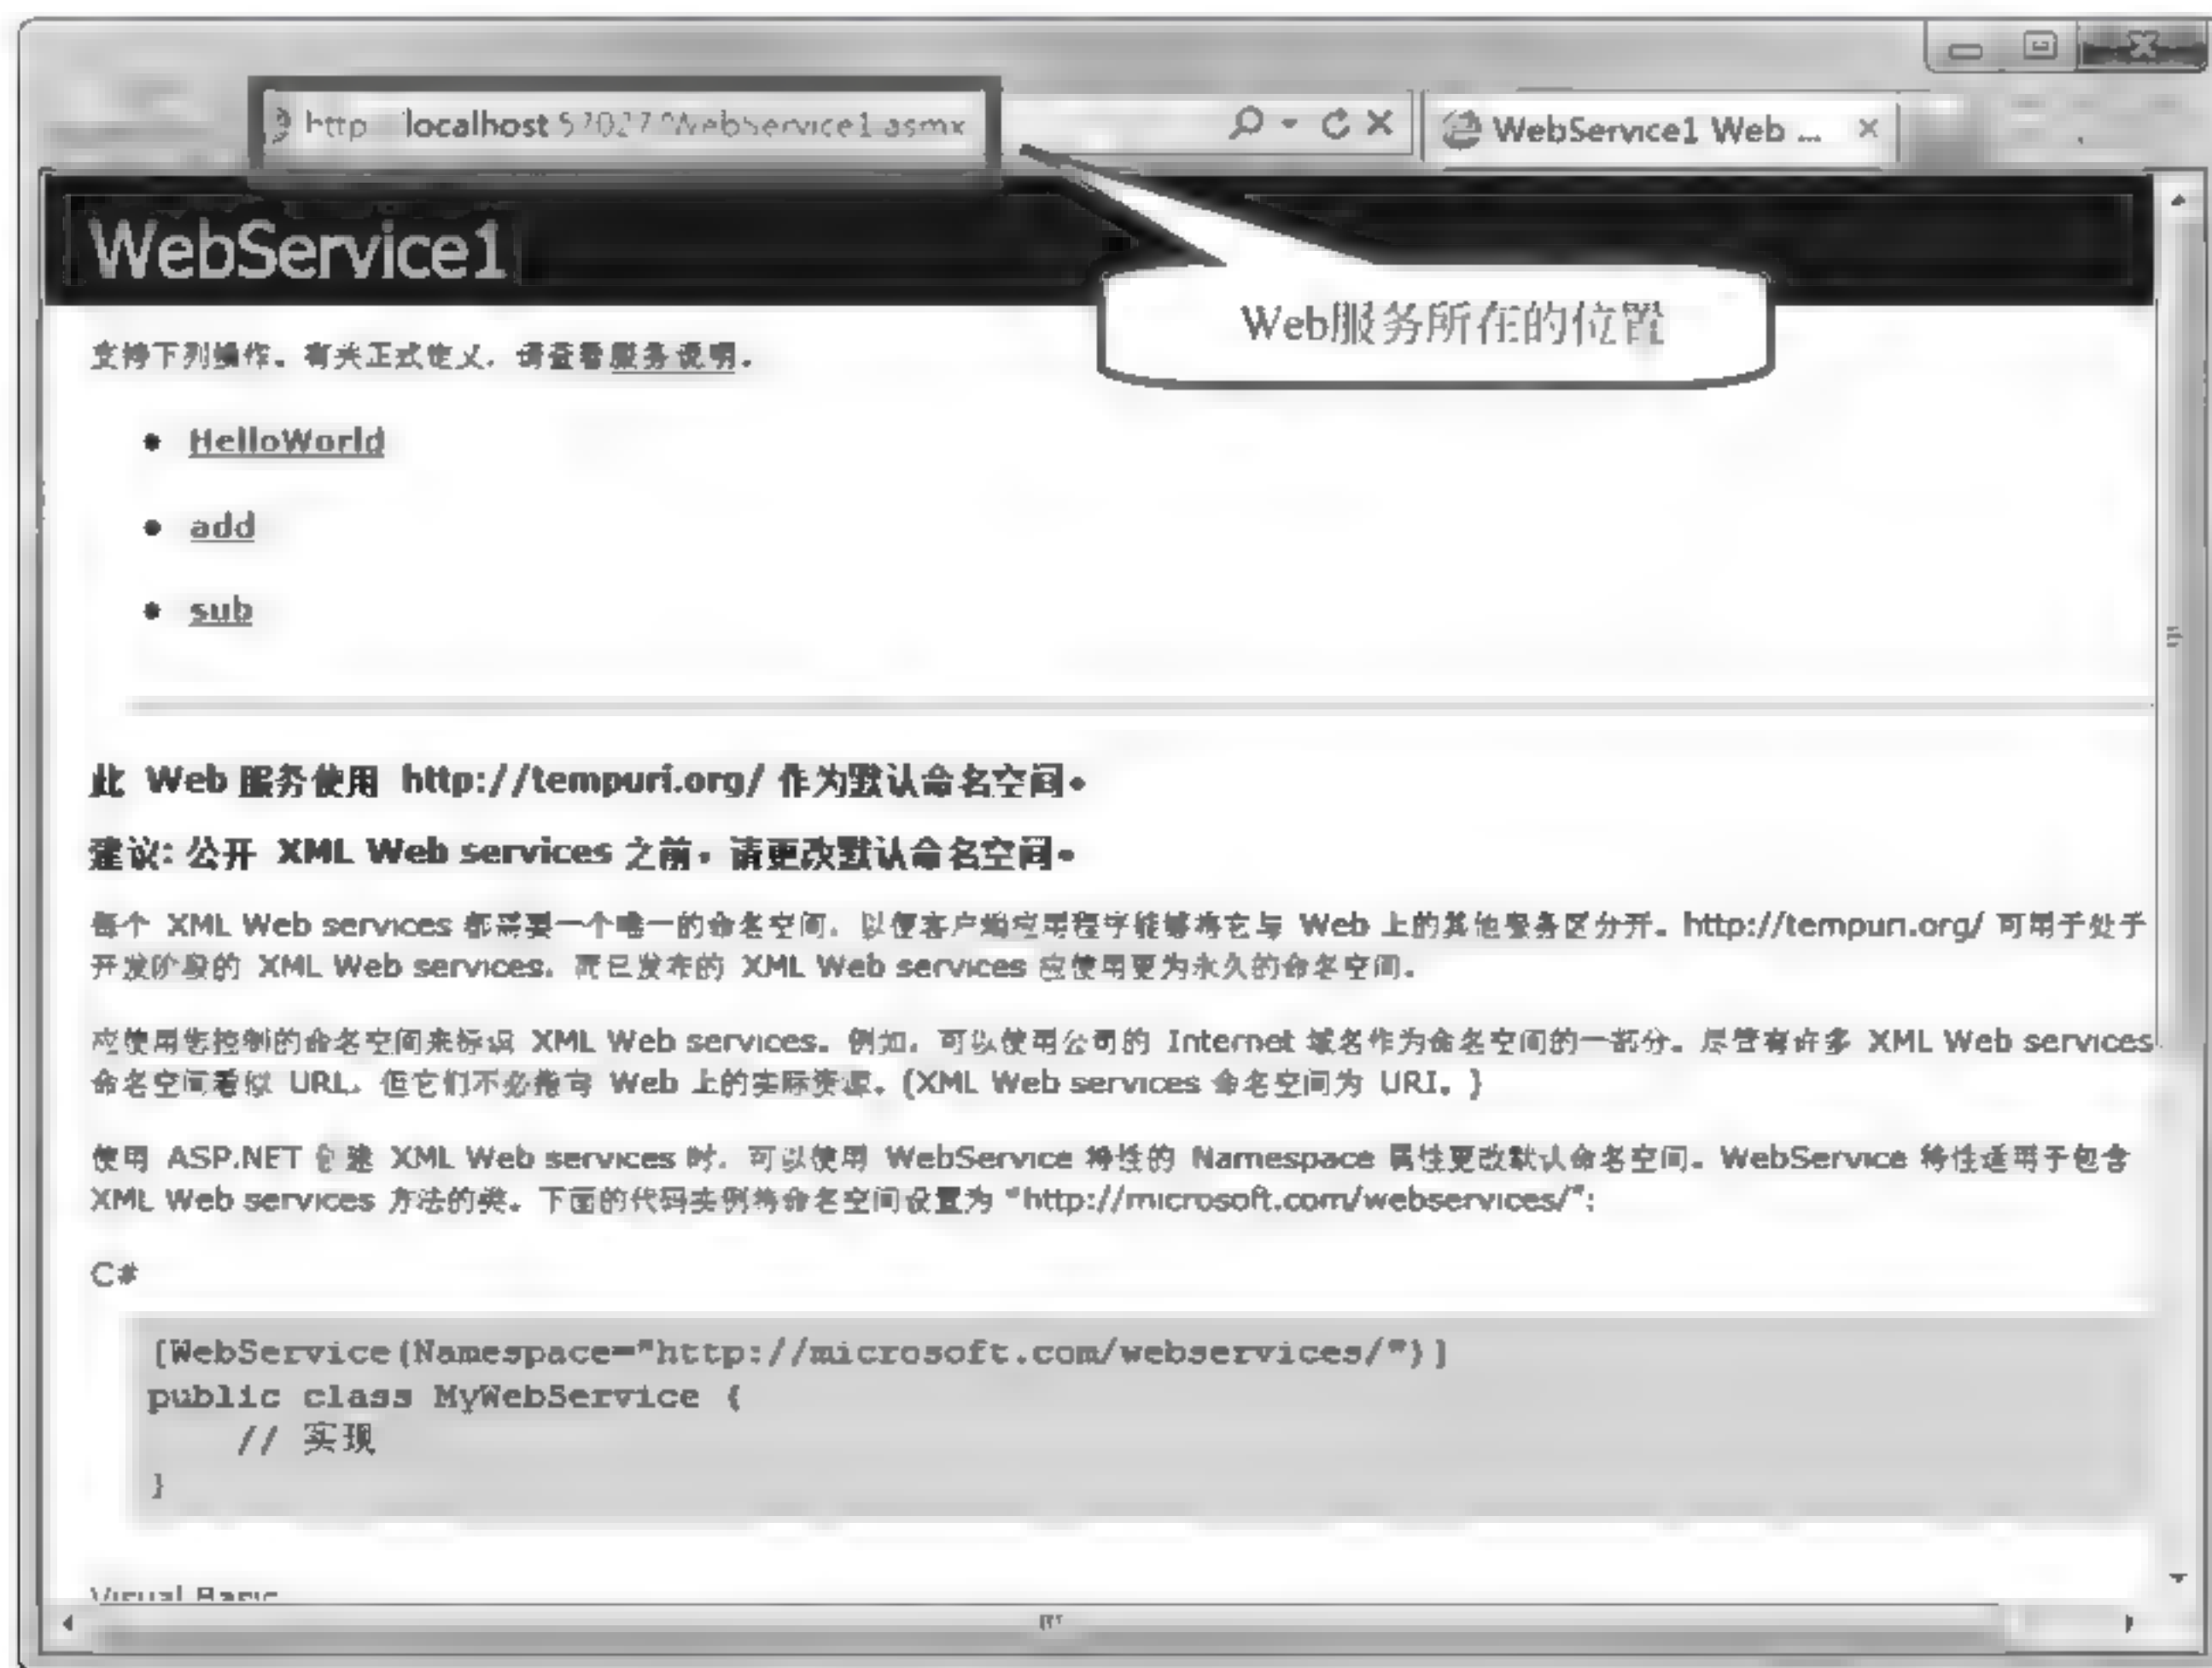 http localhost 57027 WebService1 asmx
WebService1 Web ...
WebService1
Web服务所在的位置
支持下列操作。有关正式定义，请查看服务说明。
• HelloWorld
• add
• sub
此 Web 服务使用 http://tempuri.org/ 作为默认命名空间。
建议: 公开 XML Web services 之前，请更改默认命名空间。
每个 XML Web services 都需要一个唯一的命名空间，以便客户端应用程序能够将它与 Web 上的其他服务区分开。http://tempuri.org/ 可用于处于
开发阶段的 XML Web services，而已发布的 XML Web services 应使用更为永久的命名空间。
应使用您控制的命名空间来标识 XML Web services。例如，可以使用公司的 Internet 域名作为命名空间的一部分。尽管有许多 XML Web services
命名空间看似 URL，但它们不必指向 Web 上的实际资源。(XML Web services 命名空间为 URI。)
使用 ASP.NET 创建 XML Web services 时，可以使用 WebService 特性的 Namespace 属性更改默认命名空间。WebService 特性适用于包含
XML Web services 方法的类。下面的代码实例将命名空间设置为 "http://microsoft.com/webservices/":
C#
[WebService(Namespace="http://microsoft.com/webservices/")]
public class MyWebService {
// 实现
}
Visual Basic